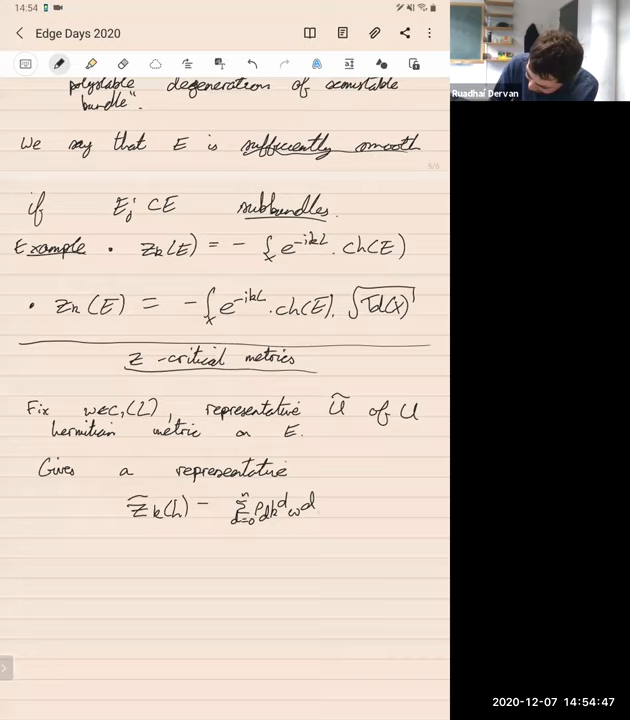 14:54
Edge Days 2020
Ruadhaí Dervan
polystable degenerations of semistable
bundle".
We say that E is sufficiently smooth
5/6
if E_j ⊂ E subbundles.
Example • Z_k(E) = - ∫_X e^{-ikL} . ch(E)
• Z_k(E) = - ∫_X e^{-ikL} . ch(E). √Td(X)
Z-critical metrics
Fix ω∈c_1(L), representative Ũ of U
hermitian metric on E.
Gives a representative
Z̃_k(h) - Σ_{d=0}^n ρ_d k^d ω^d
2020-12-07 14:54:47